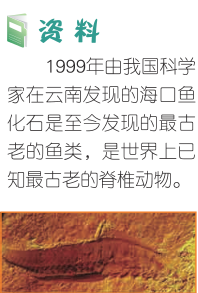 资料
1999年由我国科学
家在云南发现的海口鱼
化石是至今发现的最古
老的鱼类，是世界上已
知最古老的脊椎动物。